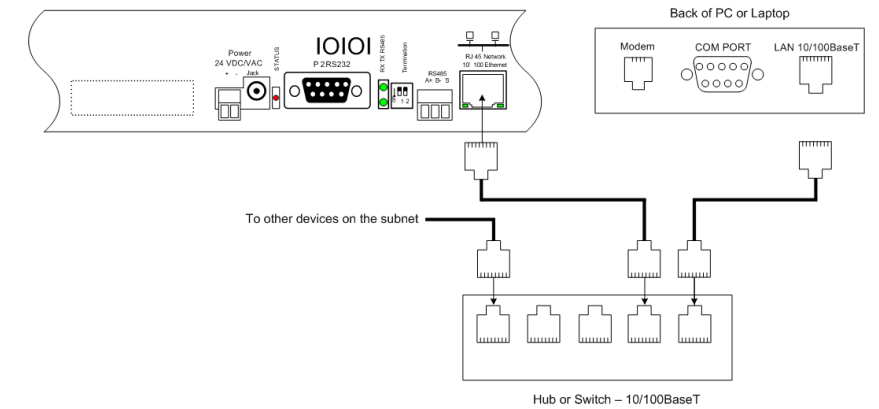 Back of PC or Laptop
Modem
COM PORT
LAN 10/100BaseT
Power
24 VDC/VAC
+ -
Jack
STATUS
IOIOI
P 2RS232
RX TX RS485
Termination
ON
1 2
RS485
A+ B- S
RJ 45 Network
10/ 100 Ethernet
To other devices on the subnet
Hub or Switch – 10/100BaseT